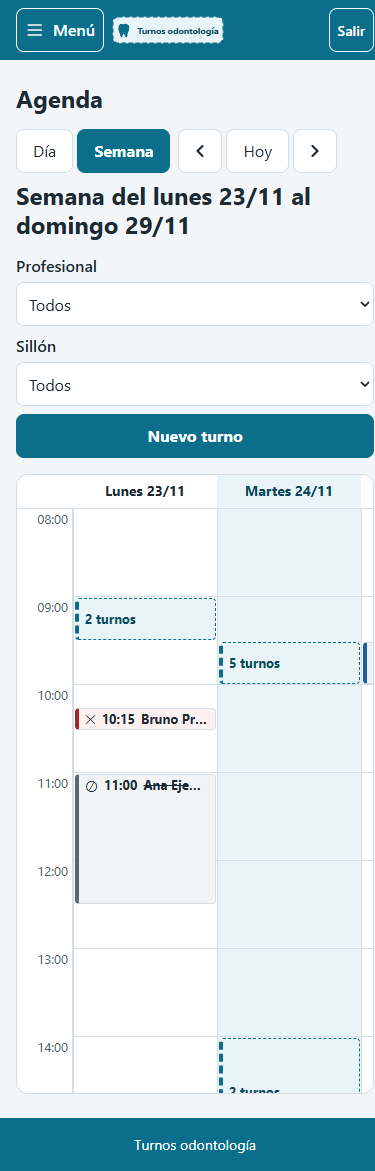 Menú
Turnos odontología
Salir
Agenda
Día
Semana
Hoy
Semana del lunes 23/11 al
domingo 29/11
Profesional
Todos
Sillón
Todos
Nuevo turno
Lunes 23/11
Martes 24/11
08:00
09:00
2 turnos
5 turnos
10:00
10:15 Bruno Pr...
11:00
11:00 Ana Eje...
12:00
13:00
14:00
turnos
Turnos odontología